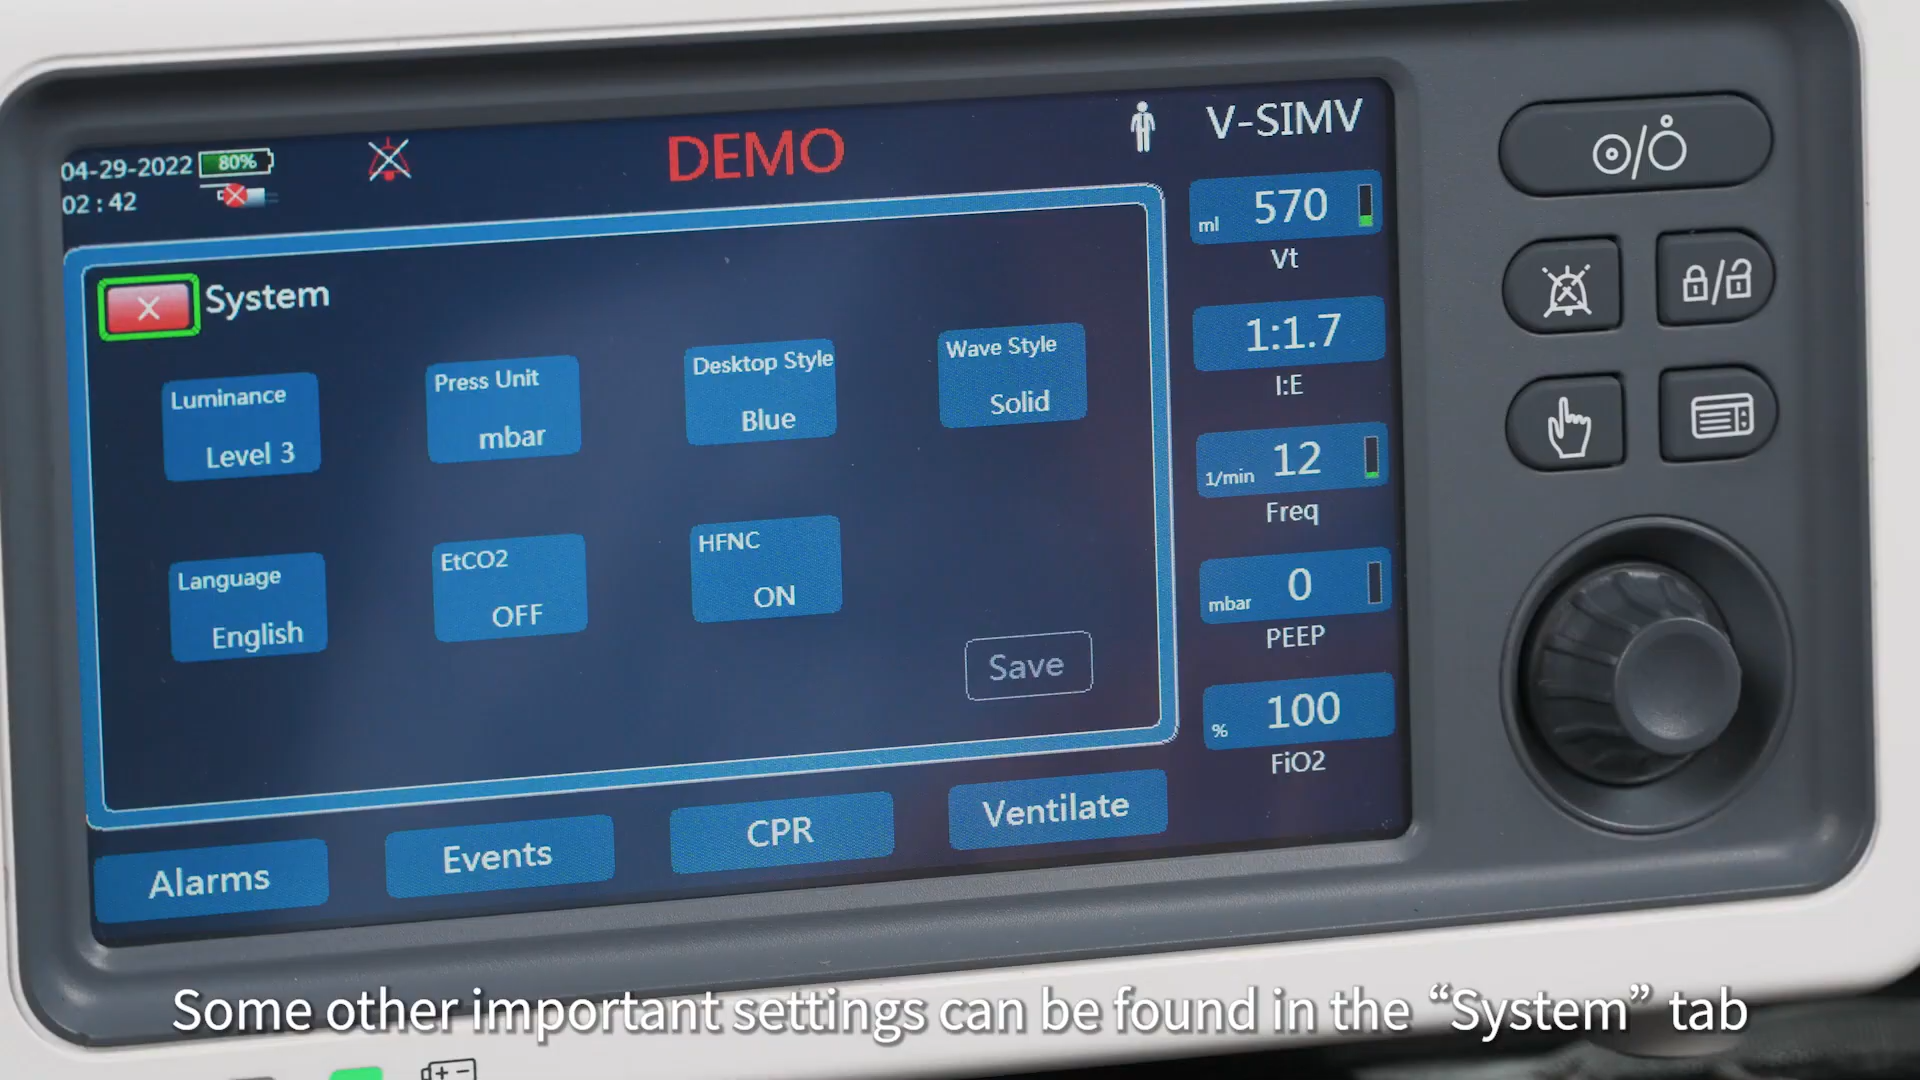 04-29-2022 80%
02:42
DEMO
V-SIMV
System
Luminance
Level 3
Press Unit
mbar
Desktop Style
Blue
Wave Style
Solid
Language
English
EtCO2
OFF
HFNC
ON
Save
ml 570
Vt
1:1.7
I:E
1/min 12
Freq
mbar 0
PEEP
% 100
FiO2
Alarms
Events
CPR
Ventilate
Some other important settings can be found in the “System” tab